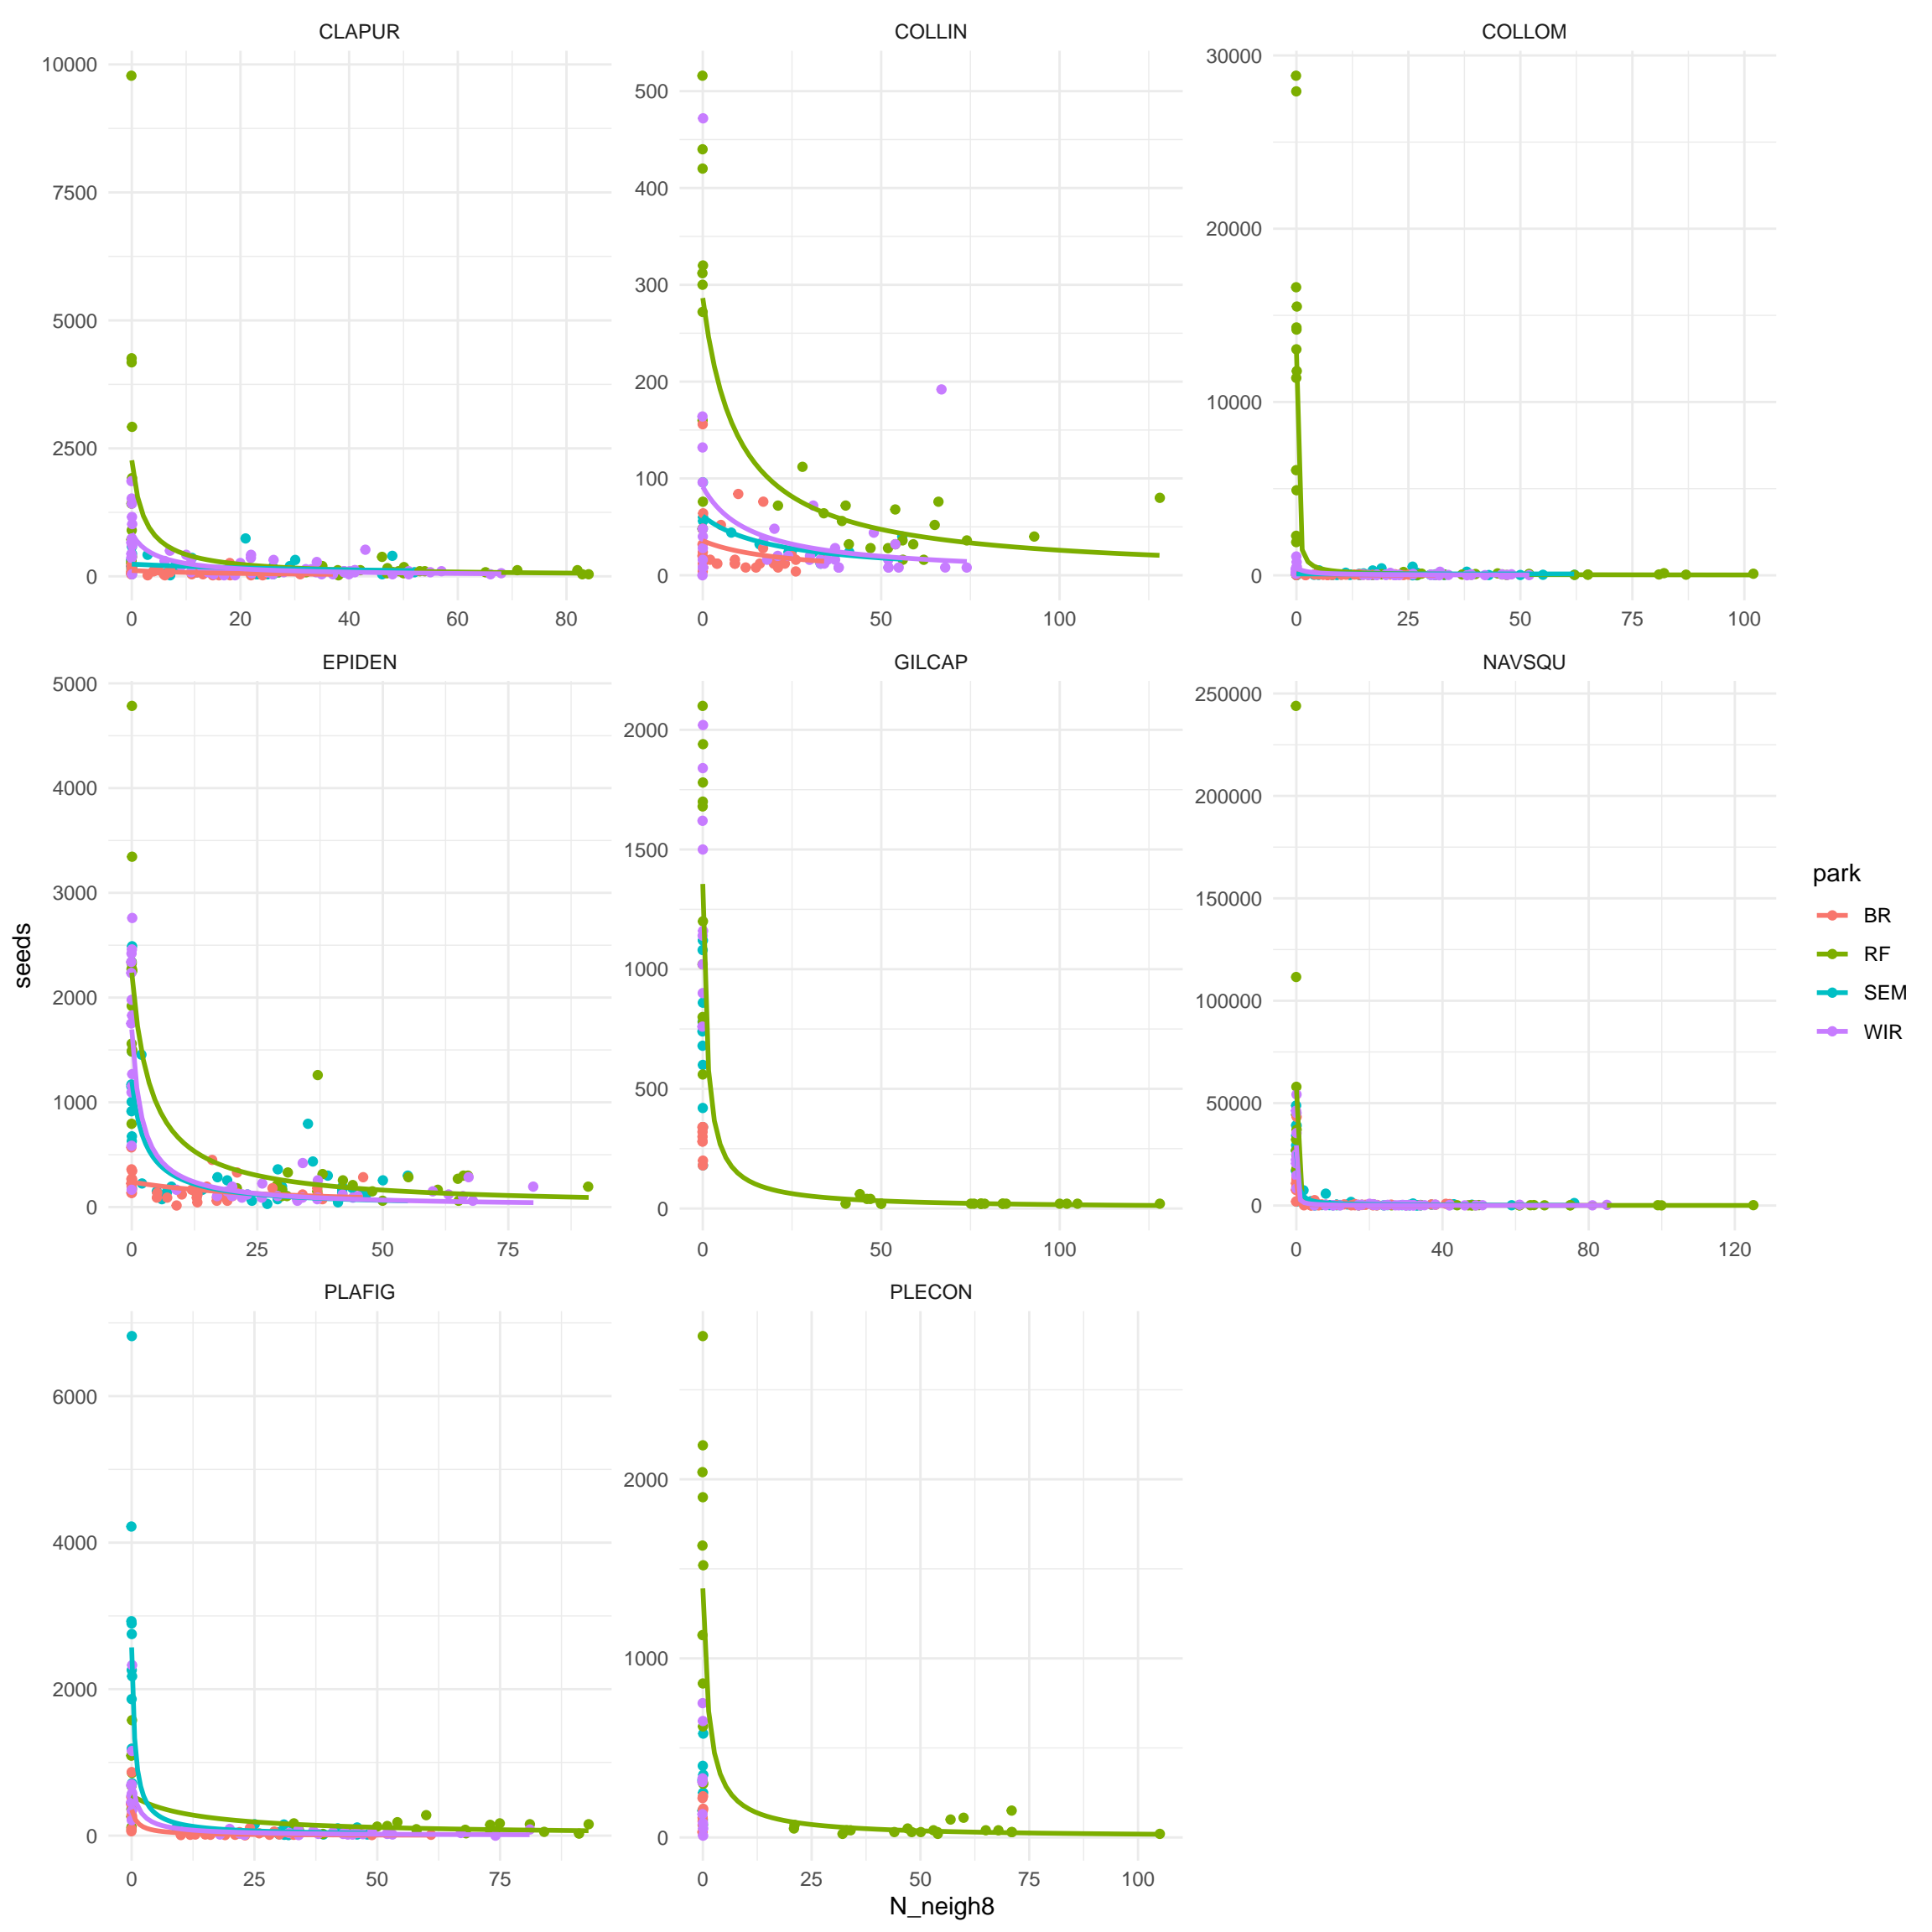 CLAPUR COLLIN COLLOM
10000
7500
5000
2500
0
0 20 40 60 80
500
400
300
200
100
0
0 50 100
30000
20000
10000
0
0 25 50 75 100
EPIDEN GILCAP NAVSQU
5000
4000
3000
2000
1000
0
0 25 50 75
2000
1500
1000
500
0
0 50 100
250000
200000
150000
100000
50000
0
0 40 80 120
PLAFIG PLECON
6000
4000
2000
0
0 25 50 75
2000
1000
0
0 25 50 75 100
seeds
N_neigh8
park
BR
RF
SEM
WIR